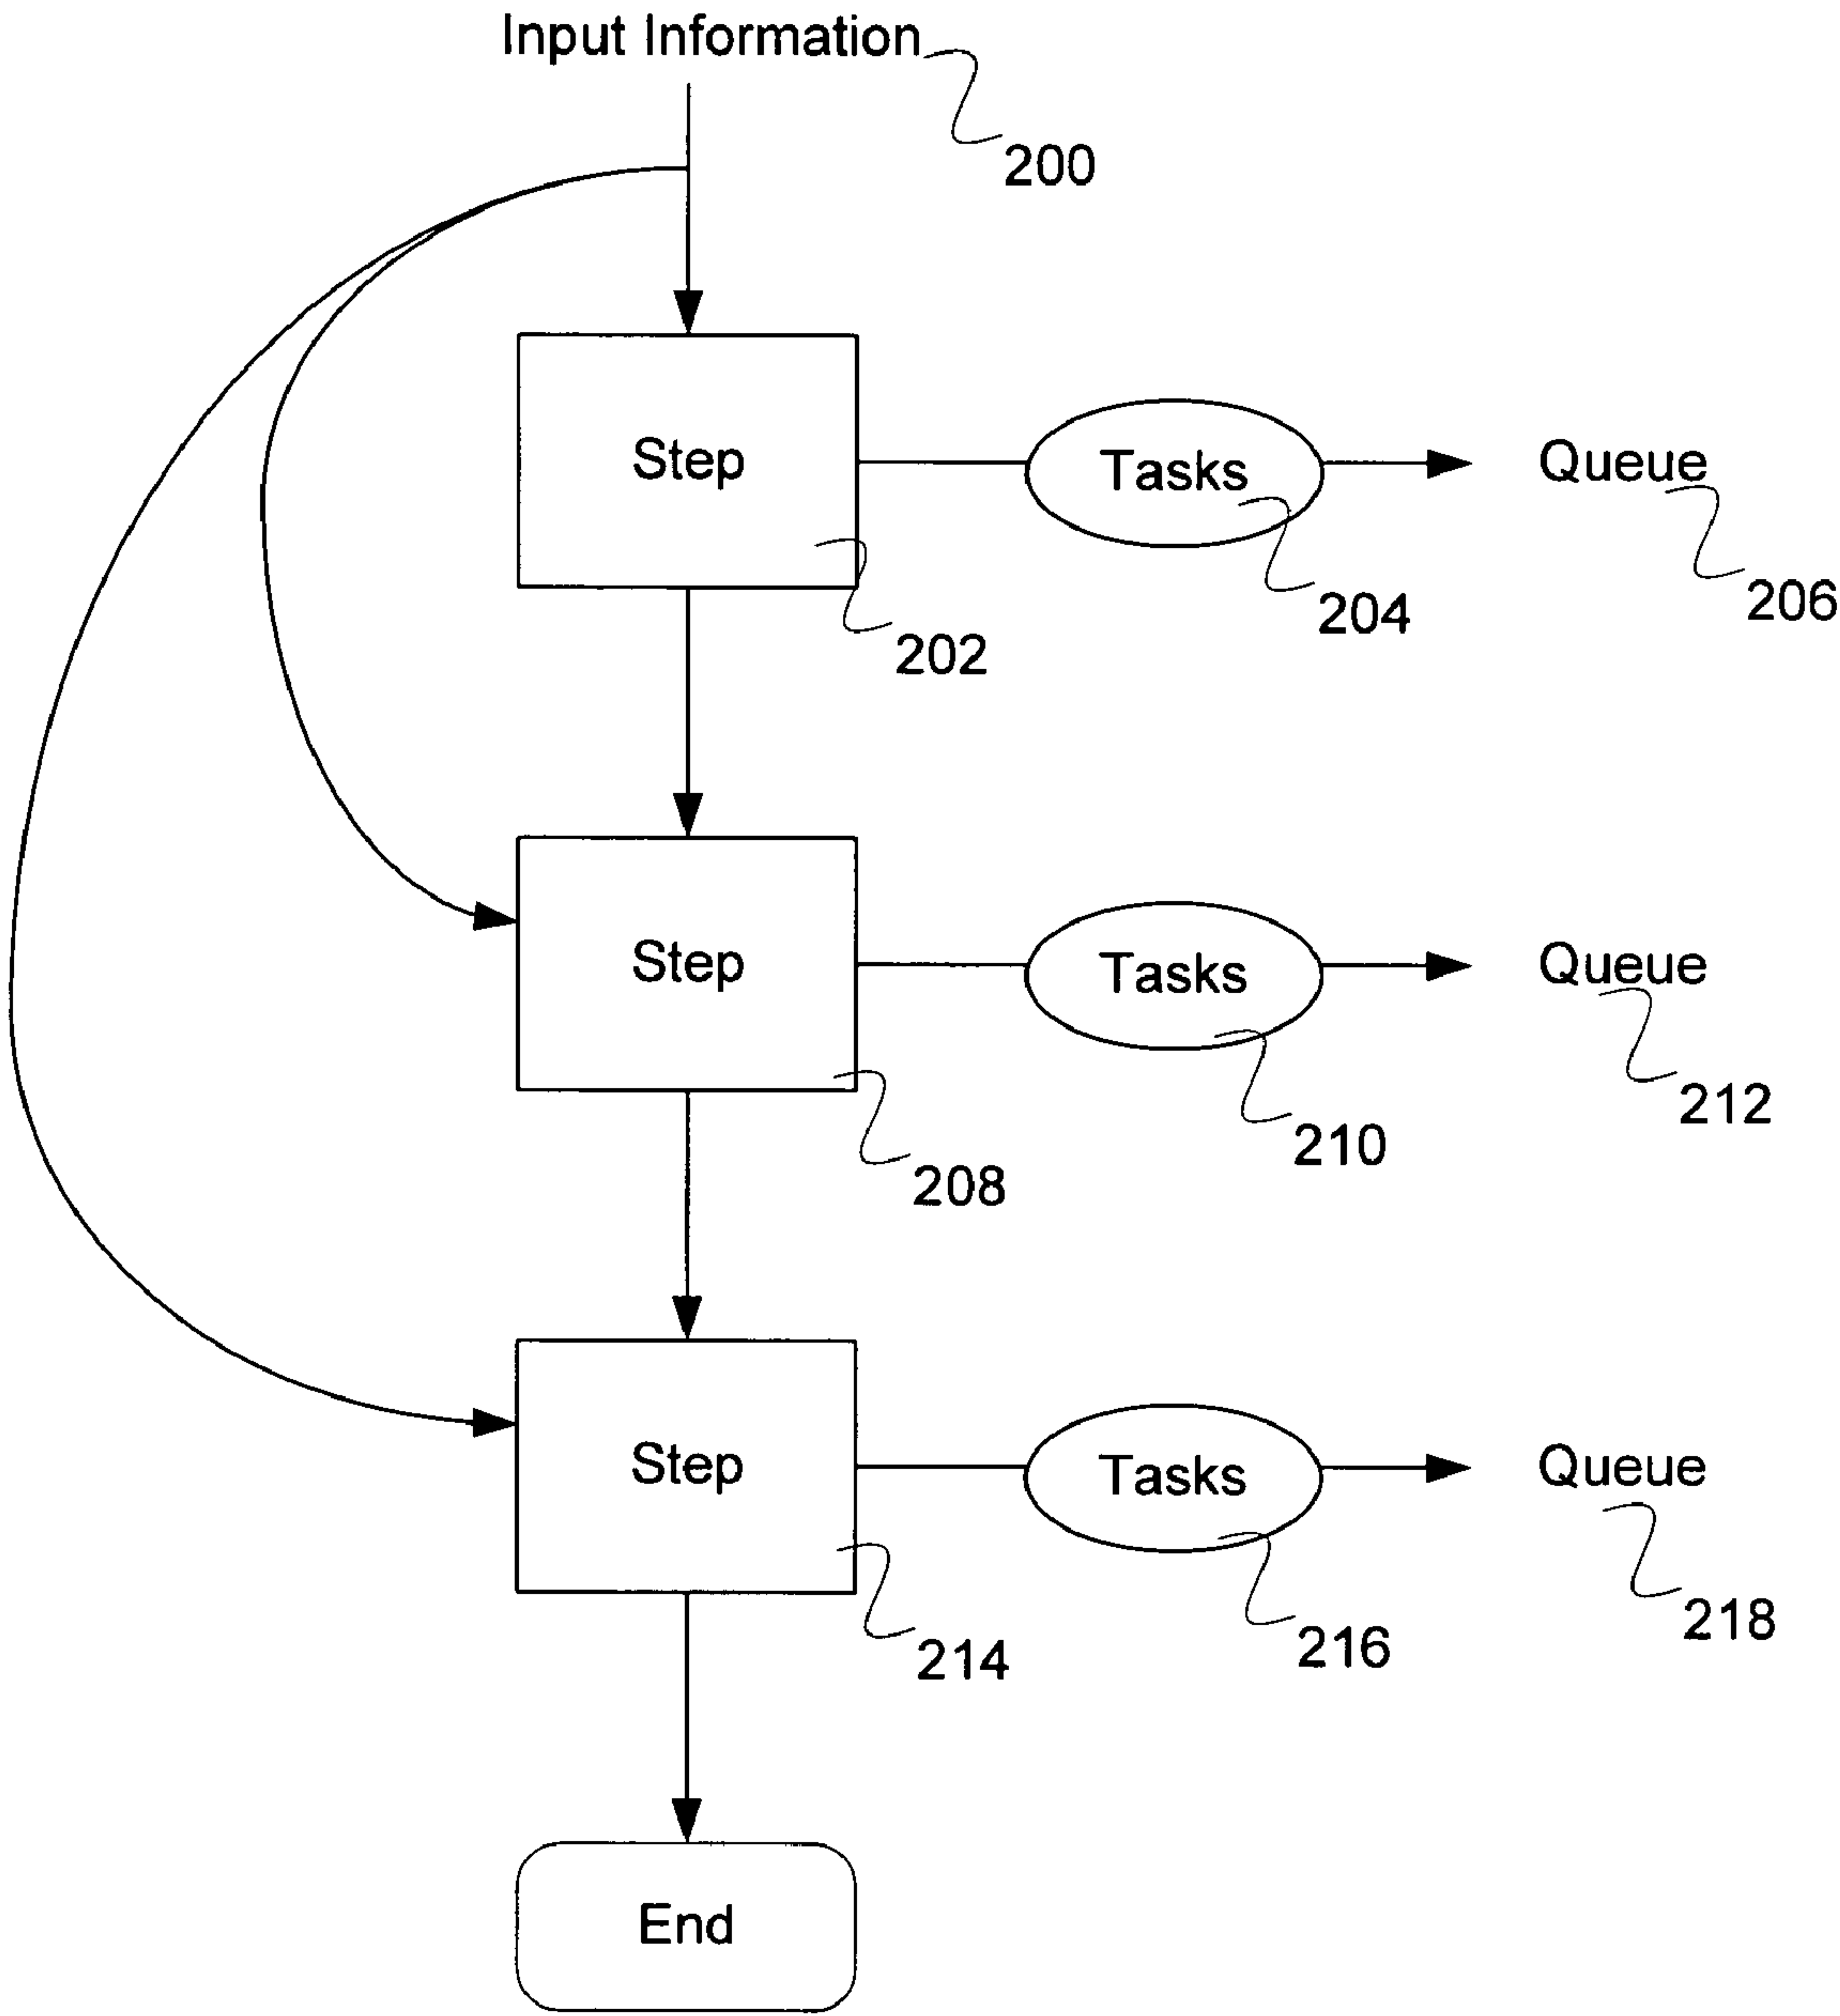 Input Information
200
Step
Tasks
Queue
202
204
206
Step
Tasks
Queue
208
210
212
Step
Tasks
Queue
214
216
218
End